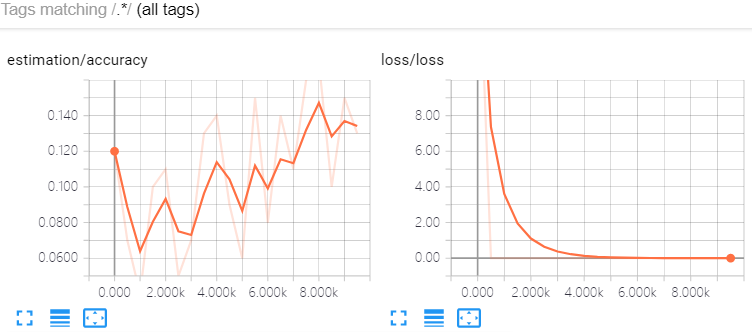 Tags matching /.*/ (all tags)
estimation/accuracy
0.140
0.120
0.100
0.0800
0.0600
0.000 2.000k 4.000k 6.000k 8.000k
loss/loss
8.00
6.00
4.00
2.00
0.00
0.000 2.000k 4.000k 6.000k 8.000k